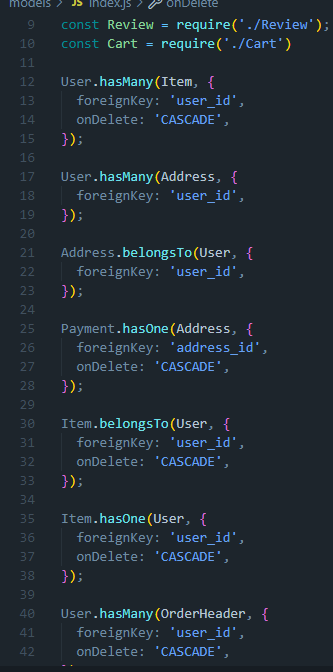 models > JS index.js > onDelete
9 const Review = require('./Review');
10 const Cart = require('./Cart')
11
12 User.hasMany(Item, {
13 foreignKey: 'user_id',
14 onDelete: 'CASCADE',
15 });
16
17 User.hasMany(Address, {
18 foreignKey: 'user_id',
19 });
20
21 Address.belongsTo(User, {
22 foreignKey: 'user_id',
23 });
24
25 Payment.hasOne(Address, {
26 foreignKey: 'address_id',
27 onDelete: 'CASCADE',
28 });
29
30 Item.belongsTo(User, {
31 foreignKey: 'user_id',
32 onDelete: 'CASCADE',
33 });
34
35 Item.hasOne(User, {
36 foreignKey: 'user_id',
37 onDelete: 'CASCADE',
38 });
39
40 User.hasMany(OrderHeader, {
41 foreignKey: 'user_id',
42 onDelete: 'CASCADE',